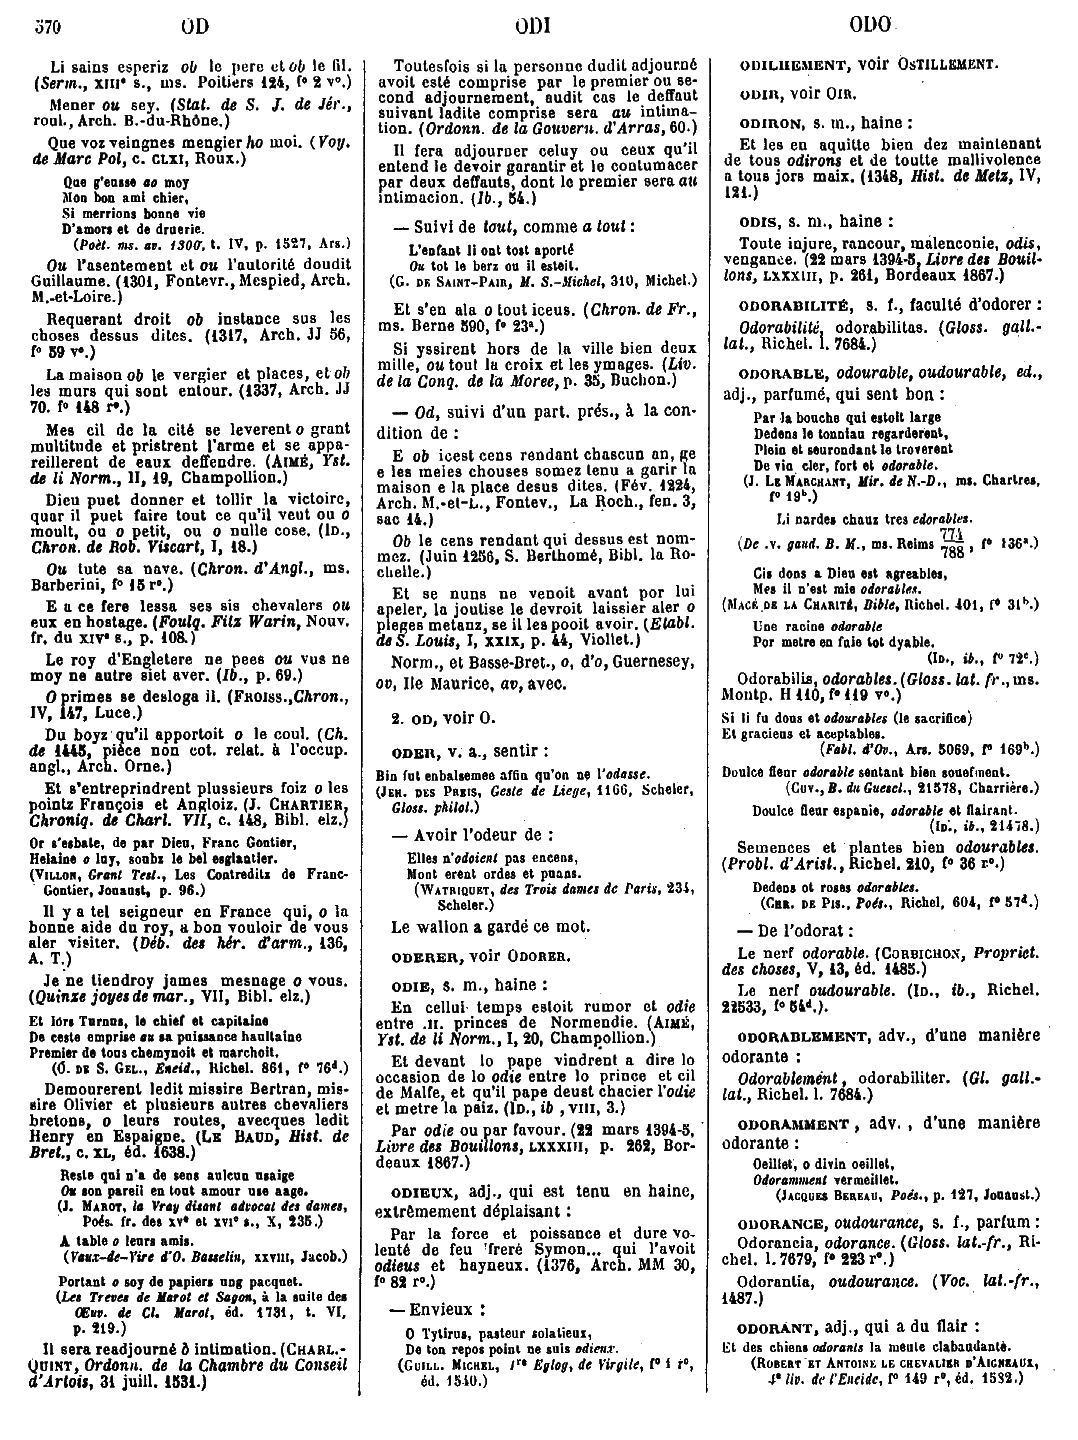 570 OD ODI ODO
Li sains esperiz ob le pere et ob le fil.
(Serm., XIIIe s., ms. Poitiers 124, fo 2 vo.)
Mener ou sey. (Stat. de S. J. de Jér.,
roul., Arch. B.-du-Rhône.)
Que voz veingnes mengier ho moi. (Voy.
de Marc Pol, c. CLXI, Roux.)
Que g'eusse ao moy
Mon bon ami chier,
Si merrions bonne vie
D'amors et de druerie.
(Poët. ms. av. 1300, t. IV, p. 1527, Ars.)
Ou l'asentement et ou l'autorité doudit
Guillaume. (1301, Fontevr., Mespied, Arch.
M.-et-Loire.)
Requerant droit ob instance sus les
choses dessus dites. (1317, Arch. JJ 56,
fo 59 vo.)
La maison ob le vergier et places, et ob
les murs qui sont entour. (1337, Arch. JJ
70, fo 148 ro.)
Mes cil de la cité se leverent o grant
multitude et pristrent l'arme et se appa-
reillerent de eaux deffendre. (AIMÉ, Yst.
de li Norm., II, 19, Champollion.)
Dieu puet donner et tollir la victoire,
quar il puet faire tout ce qu'il veut ou o
moult, ou o petit, ou o nulle cose. (ID.,
Chron. de Rob. Viscart, I, 18.)
Ou tute sa nave. (Chron. d'Angl., ms.
Barberini, fo 15 ro.)
E u ce fere lessa ses sis chevalers ou
eux en hostage. (Foulq. Fitz Warin, Nouv.
fr. du XIVe s., p. 108.)
Le roy d'Engletere ne pees ou vus ne
moy ne autre siet aver. (Ib., p. 69.)
O primes se desloga il. (FROISS., Chron.,
IV, 147, Luce.)
Du boyz qu'il apportoit o le coul. (Ch.
de 1445, pièce non cot. relat. à l'occup.
angl., Arch. Orne.)
Et s'entreprindrent plusieurs foiz o les
pointz François et Angloiz. (J. CHARTIER,
Chroniq. de Charl. VII, c. 148, Bibl. elz.)
Or s'esbate, de par Dieu, Franc Gontier,
Helaine o luy, soubz le bel esglantier.
(VILLON, Grant Test., Les Contreditz de Franc-
Gontier, Jouaust, p. 96.)
Il y a tel seigneur en France qui, o la
bonne aide du roy, a bon vouloir de vous
aler visiter. (Déb. des hér. d'arm., 136,
A. T.)
Je ne tiendroy james mesnage o vous.
(Quinze joyes de mar., VII, Bibl. elz.)
Et lors Turnus, le chief et capitaine
De ceste emprise au sa puissance haultaine
Premier de tous chemynoit et marchoit.
(O. DE S. GEL., Eneid., Richel. 861, fo 76d.)
Demourerent ledit missire Bertran, mis-
sire Olivier et plusieurs autres chevaliers
bretons, o leurs routes, avecques ledit
Henry en Espaigne. (LE BAUD, Hist. de
Bret., c. XL, éd. 1638.)
Reste qui n'a de sens aulcun usaige
Ou son pareil en tout amour use aage.
(J. MAROT, la Vray disant advocat des dames,
Poés. fr. des XVe et XVIe s., X, 235.)
A table o leurs amis.
(Vaux-de-Vire d'O. Basselin, XXVIII, Jacob.)
Portant o soy de papiers ung pacquet.
(Les Treves de Marot et Sagon, à la suite des
Œuv. de Cl. Marot, éd. 1731, t. VI,
p. 219.)
Il sera readjourné ò intimation. (CHARL.-
QUINT, Ordonn. de la Chambre du Conseil
d'Artois, 31 juill. 1531.)
Toutesfois si la personne dudit adjourné
avoit esté comprise par le premier ou se-
cond adjournement, audit cas le deffaut
suivant ladite comprise sera au intima-
tion. (Ordonn. de la Gouvern. d'Arras, 60.)
Il fera adjourner celuy ou ceux qu'il
entend le devoir garantir et le contumacer
par deux deffauts, dont le premier sera au
intimacion. (Ib., 54.)
— Suivi de tout, comme a tout :
L'enfant li ont tost aporté
Ou tot le berz ou il esteit.
(G. DE SAINT-PAIR, M. S.-Michel, 310, Michel.)
Et s'en ala o tout iceus. (Chron. de Fr.,
ms. Berne 590, fo 23a.)
Si yssirent hors de la ville bien deux
mille, ou tout la croix et les ymages. (Liv.
de la Conq. de la Moree, p. 35, Buchon.)
— Od, suivi d'un part. prés., à la con-
dition de :
E ob icest cens rendant chascun an, ge
e les meies chouses somez tenu a garir la
maison e la place desus dites. (Fév. 1224,
Arch. M.-et-L., Fontev., La Roch., fen. 3,
sac 14.)
Ob le cens rendant qui dessus est nom-
mez. (Juin 1256, S. Berthomé, Bibl. la Ro-
chelle.)
Et se nuns ne venoit avant por lui
apeler, la joutise le devroit laissier aler o
pleges metanz, se il les pooit avoir. (Etabl.
de S. Louis, I, XXIX, p. 44, Viollet.)
Norm., et Basse-Bret., o, d'o, Guernesey,
ov, Ile Maurice, av, avec.
2. OD, voir O.
ODER, v. a., sentir :
Bin fut enbalsemee affin qu'on ne l'odasse.
(JEH. DES PREIS, Geste de Liege, 1166, Scheler,
Gloss. philol.)
— Avoir l'odeur de :
Elles n'odoient pas encens,
Mont erent ordes et puans.
(WATRIQUET, des Trois dames de Paris, 234,
Scheler.)
Le wallon a gardé ce mot.
ODERER, voir ODORER.
ODIE, s. m., haine :
En cellui temps estoit rumor et odie
entre .II. princes de Normendie. (AIMÉ,
Yst. de li Norm., I, 20, Champollion.)
Et devant lo pape vindrent a dire lo
occasion de lo odie entre lo prince et cil
de Malfe, et qu'il pape deust chacier l'odie
et metre la paiz. (ID., ib, VIII, 3.)
Par odie ou par favour. (22 mars 1394-5,
Livre des Bouillons, LXXXIII, p. 262, Bor-
deaux 1867.)
ODIEUX, adj., qui est tenu en haine,
extrêmement déplaisant :
Par la force et poissance et dure vo-
lenté de feu freré Symon... qui l'avoit
odieus et hayneux. (1376, Arch. MM 30,
fo 82 ro.)
— Envieux :
O Tytirus, pasteur solatieux,
De ton repos point ne suis odieux.
(GUILL. MICHEL, 1re Eglog. de Virgile, fo 1 ro,
éd. 1540.)
ODILHEMENT, voir OSTILLEMENT.
ODIR, voir OIR.
ODIRON, s. m., haine :
Et les en aquitte bien dez maintenant
de tous odirons et de toutte mallivolence
a tous jors maix. (1348, Hist. de Metz, IV,
121.)
ODIS, s. m., haine :
Toute injure, rancour, malenconie, odis,
vengance. (22 mars 1394-5, Livre des Bouil-
lons, LXXXIII, p. 261, Bordeaux 1867.)
ODORABILITÉ, s. f., faculté d'odorer :
Odorabilité, odorabilitas. (Gloss. gall.-
lat., Richel. l. 7684.)
ODORABLE, odourable, oudourable, ed.,
adj., parfumé, qui sent bon :
Par la bouche qui estoit large
Dedens le tonniau regarderent,
Plein et seurondant le troverent
De vin cler, fort et odorable.
(J. LE MARCHANT, Mir. de N.-D., ms. Chartres,
fo 19b.)
Li nardes chauz tres edorables.
(De .v. gaud. B. M., ms. Reims 774/788, fo 136a.)
Cis dons a Dieu est agreables,
Mes il n'est mie odorables.
(MACÉ DE LA CHARITÉ, Bible, Richel. 401, fo 31b.)
Une racine odorable
Por metre en fuie tot dyable.
(ID., ib., fo 72c.)
Odorabilis, odorables. (Gloss. lat. fr., ms.
Montp. H 110, fo 119 vo.)
Si li fu dous et odourables (le sacrifice)
Et gracieus et aceptables.
(Fabl. d'Ov., Ars. 5069, fo 169b.)
Doulce fleur odorable sentant bien souefment.
(CUV., B. du Guescl., 21578, Charrière.)
Doulce fleur espanie, odorable et flairant.
(ID., ib., 21478.)
Semences et plantes bien odourables.
(Probl. d'Arist., Richel. 210, fo 36 ro.)
Dedens ot roses odorables.
(CHR. DE PIS., Poés., Richel. 604, fo 57d.)
— De l'odorat :
Le nerf odorable. (CORBICHON, Propriet.
des choses, V, 13, éd. 1485.)
Le nerf oudourable. (ID., ib., Richel.
22533, fo 54d.).
ODORABLEMENT, adv., d'une manière
odorante :
Odorablemént, odorabiliter. (Gl. gall.-
lat., Richel. l. 7684.)
ODORAMMENT, adv., d'une manière
odorante :
Oeillet, o divin oeillet,
Odoramment vermeillet.
(JACQUES BEREAU, Poés., p. 127, Jouaust.)
ODORANCE, oudourance, s. f., parfum :
Odorancia, odorance. (Gloss. lat.-fr., Ri-
chel. l. 7679, fo 223 ro.)
Odorantia, oudourance. (Voc. lat.-fr.,
1487.)
ODORANT, adj., qui a du flair :
Et des chiens odorants la meute clabaudante.
(ROBERT ET ANTOINE LE CHEVALIER D'AIGNEAUX,
4e liv. de l'Eneide, fo 149 ro, éd. 1582.)